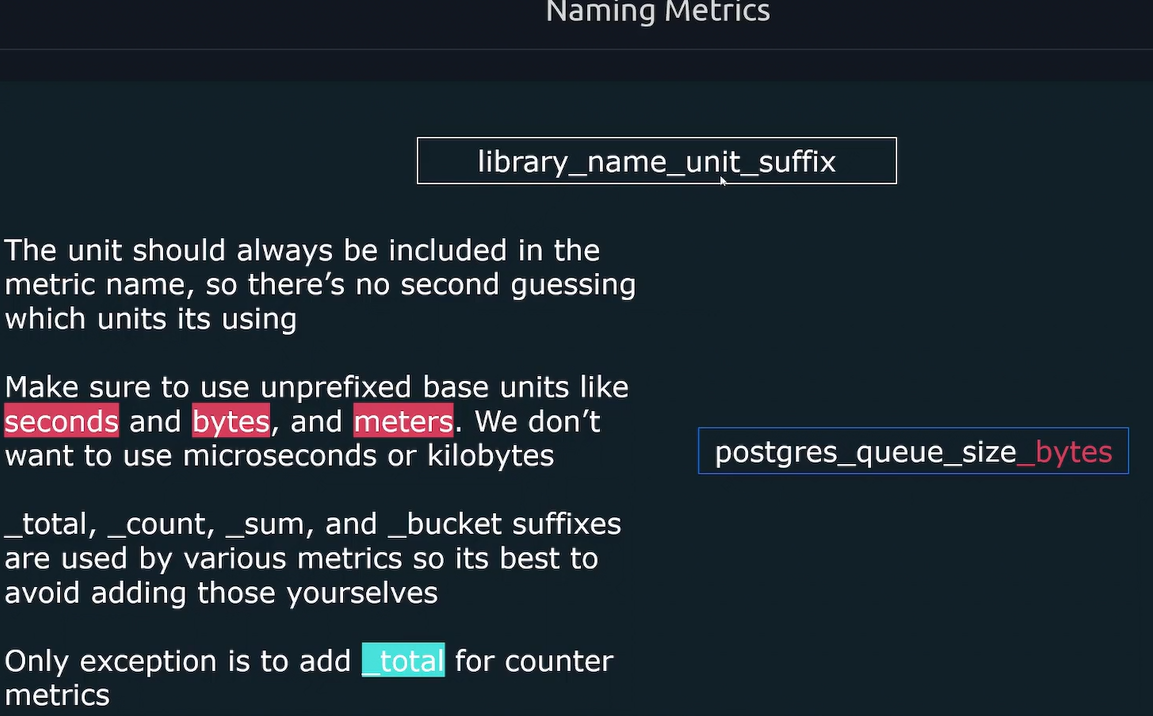 Naming Metrics
library_name_unit_suffix
The unit should always be included in the
metric name, so there’s no second guessing
which units its using
Make sure to use unprefixed base units like
seconds and bytes, and meters. We don’t
want to use microseconds or kilobytes
postgres_queue_size_bytes
_total, _count, _sum, and _bucket suffixes
are used by various metrics so its best to
avoid adding those yourselves
Only exception is to add _total for counter
metrics